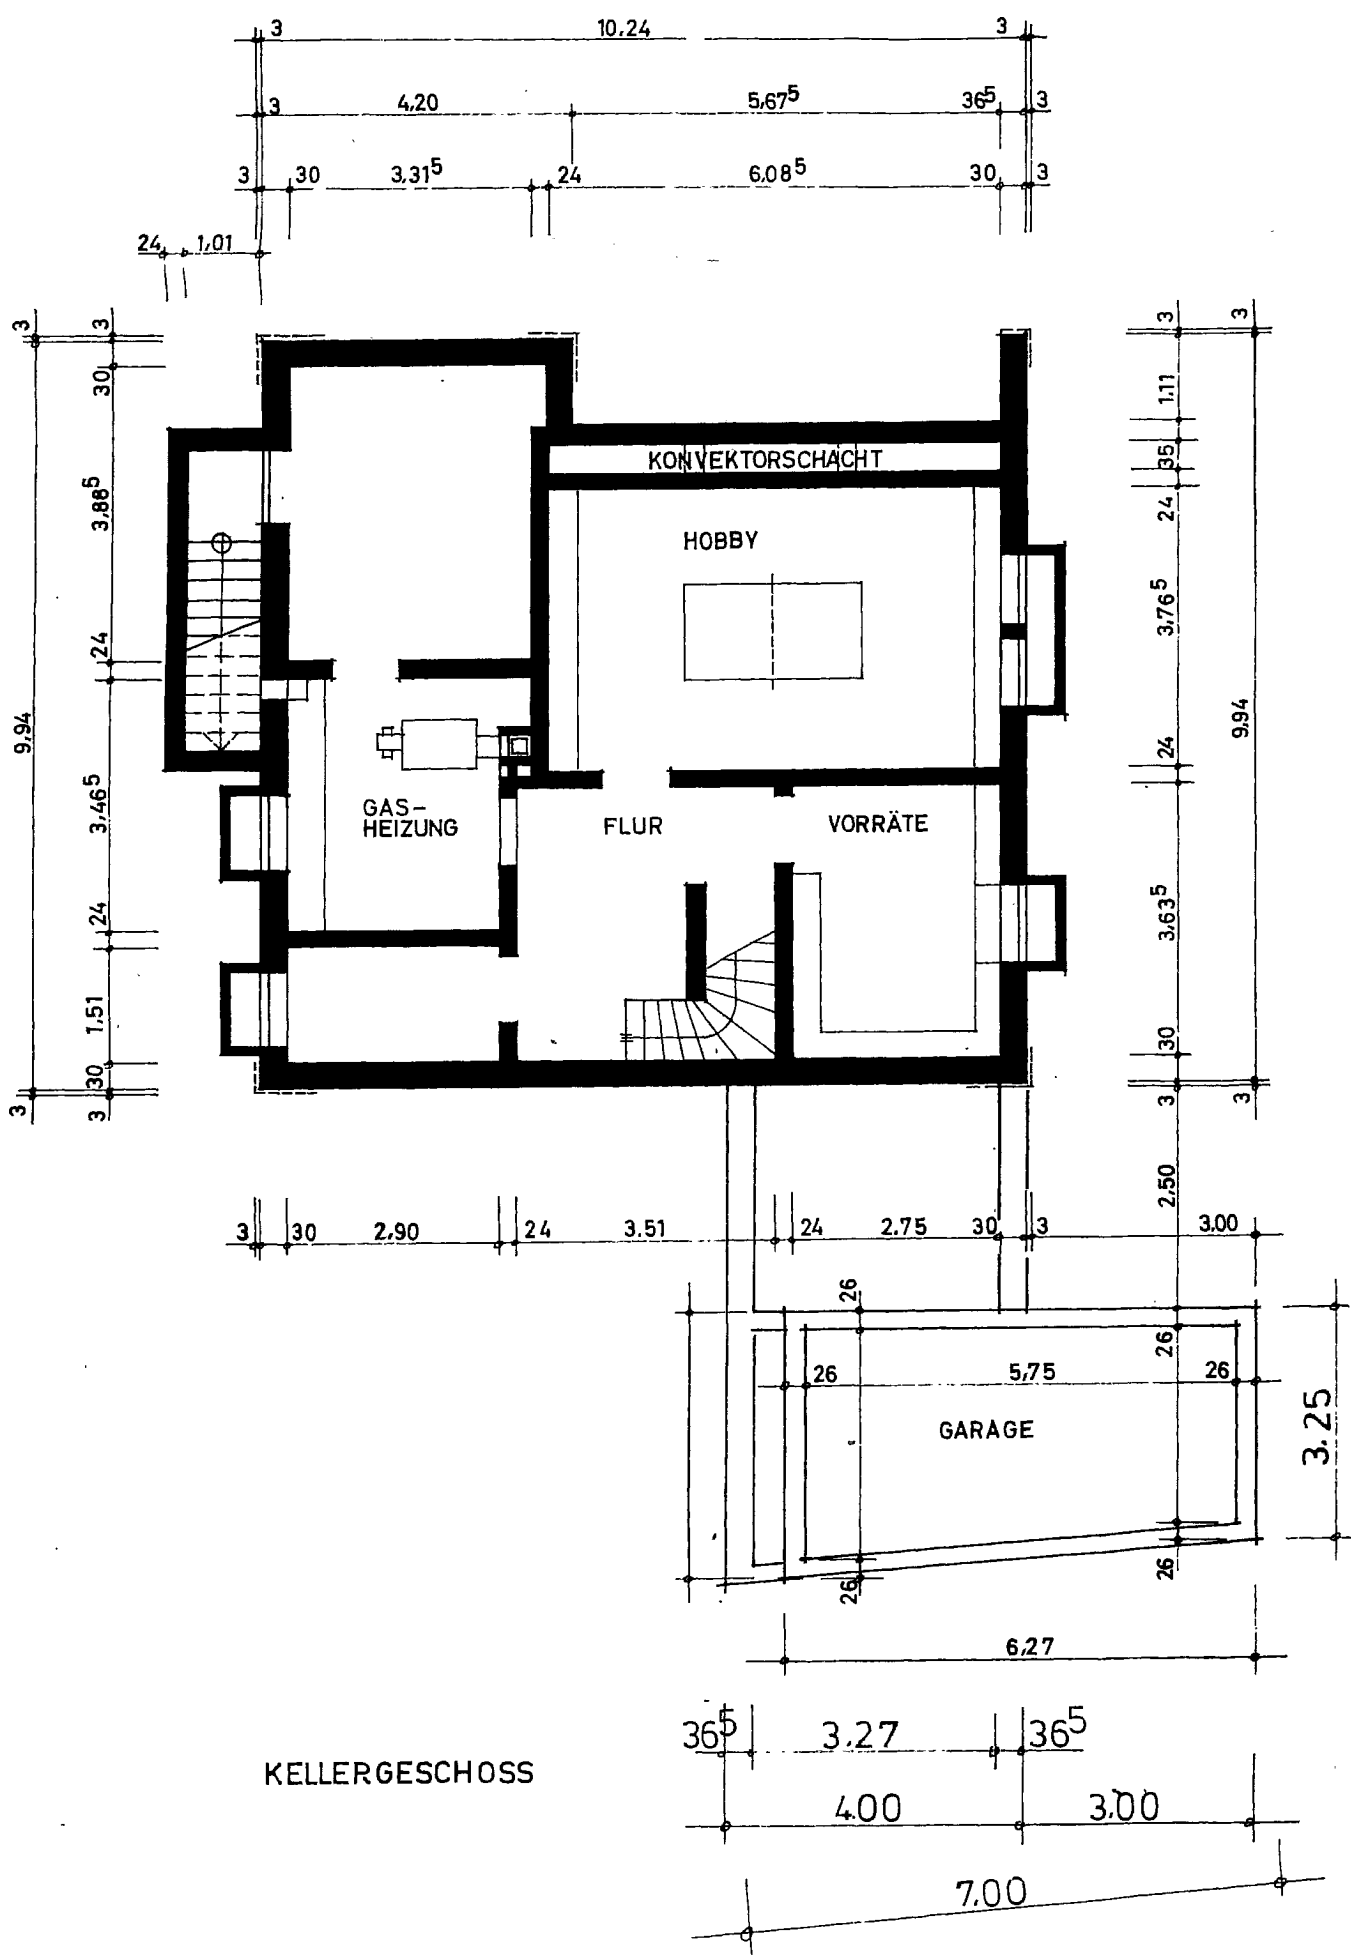 3 10.24 3
3 4,20 5,67⁵ 36⁵ 3
3 30 3,31⁵ 24 6.08⁵ 30 3
24 1,01
3 3
30
3,88⁵
24
9,94
3,46⁵
24
1,51
30
3 3
3 3
1.11
35
24
3,76⁵
24
9,94
3,63⁵
30
3 3
2,50
KONVEKTORSCHACHT
HOBBY
GAS-
HEIZUNG
FLUR
VORRÄTE
3 30 2,90 24 3.51 24 2.75 30 3 3.00
26
26
26 5,75 26
GARAGE
3.25
26
26
6,27
36⁵ 3.27 36⁵
KELLERGESCHOSS
4.00 3.00
7.00